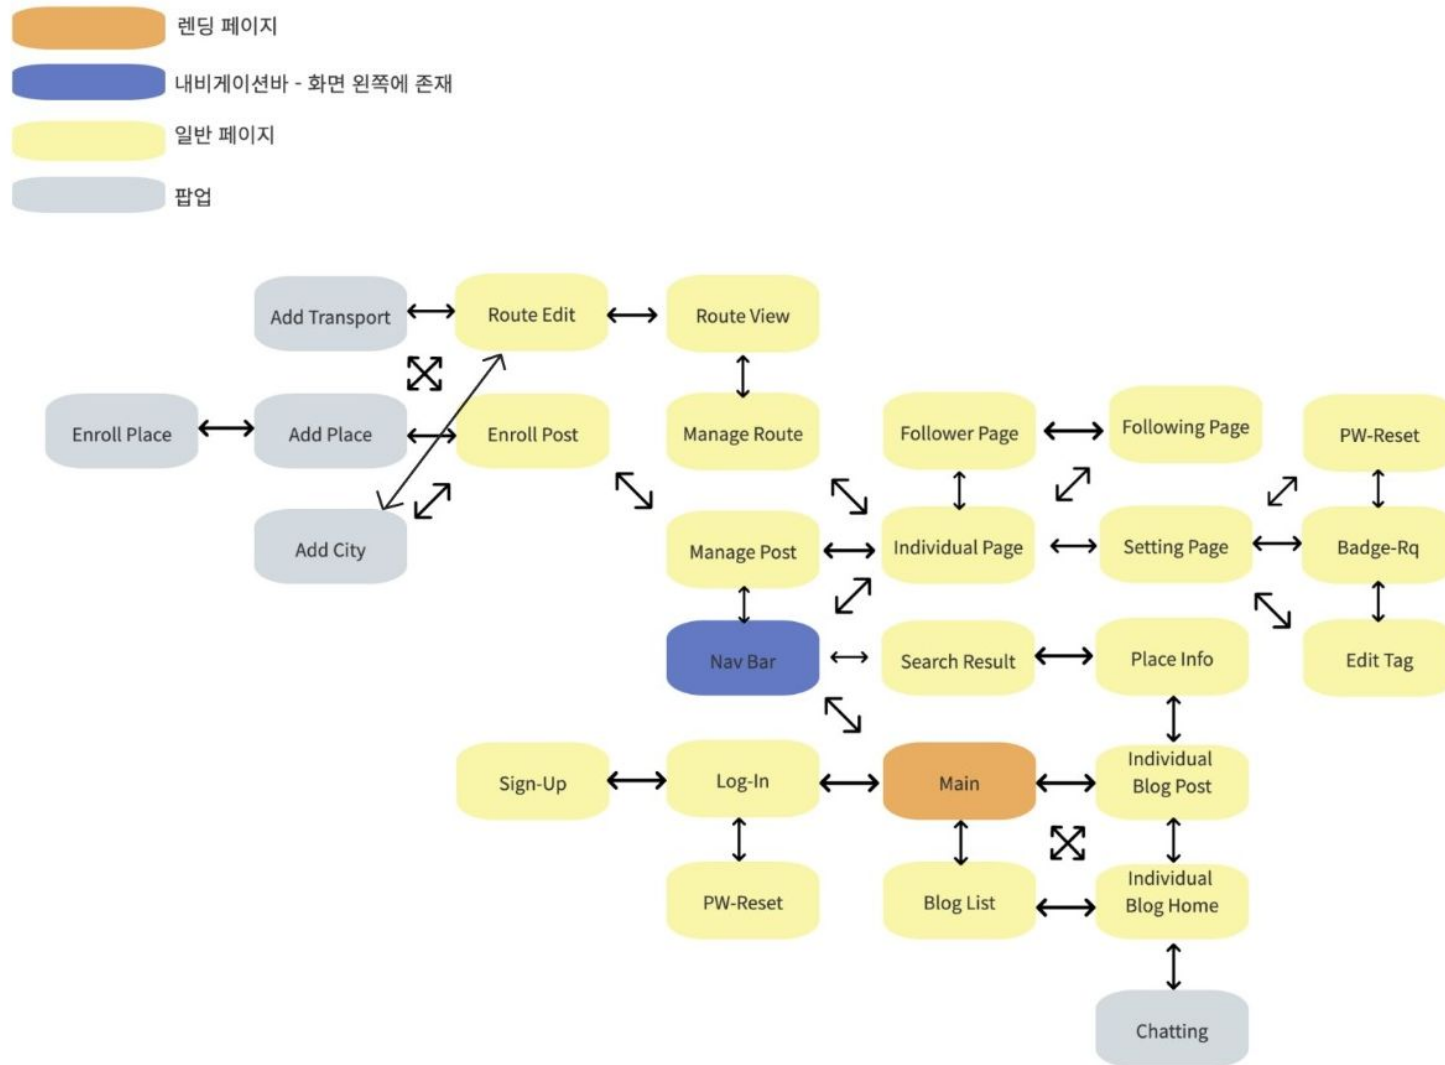 렌딩 페이지
내비게이션바 - 화면 왼쪽에 존재
일반 페이지
팝업
Add Transport
Route Edit
Route View
Enroll Place
Add Place
Enroll Post
Manage Route
Follower Page
Following Page
PW-Reset
Add City
Manage Post
Individual Page
Setting Page
Badge-Rq
Nav Bar
Search Result
Place Info
Edit Tag
Sign-Up
Log-In
Main
Individual
Blog Post
PW-Reset
Blog List
Individual
Blog Home
Chatting